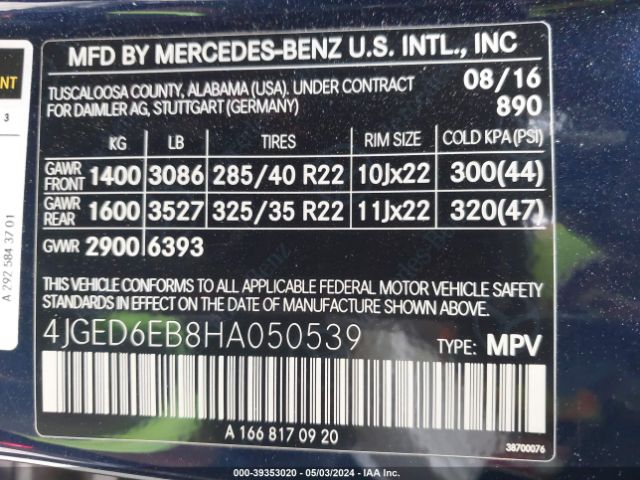 MFD BY MERCEDES-BENZ U.S. INTL., INC
TUSCALOOSA COUNTY, ALABAMA (USA). UNDER CONTRACT 08/16
FOR DAIMLER AG, STUTTGART (GERMANY) 890
KG LB TIRES RIM SIZE COLD KPA(PSI)
GAWR FRONT 1400 3086 285/40 R22 10Jx22 300(44)
GAWR REAR 1600 3527 325/35 R22 11Jx22 320(47)
GVWR 2900 6393
THIS VEHICLE CONFORMS TO ALL APPLICABLE FEDERAL MOTOR VEHICLE SAFETY
STANDARDS IN EFFECT ON THE DATE OF MANUFACTURE SHOWN ABOVE.
4JGED6EB8HA050539 TYPE: MPV
A 166 817 09 20
38700076
3
A 292 584 37 01
000-39353020 - 05/03/2024 - IAA Inc.